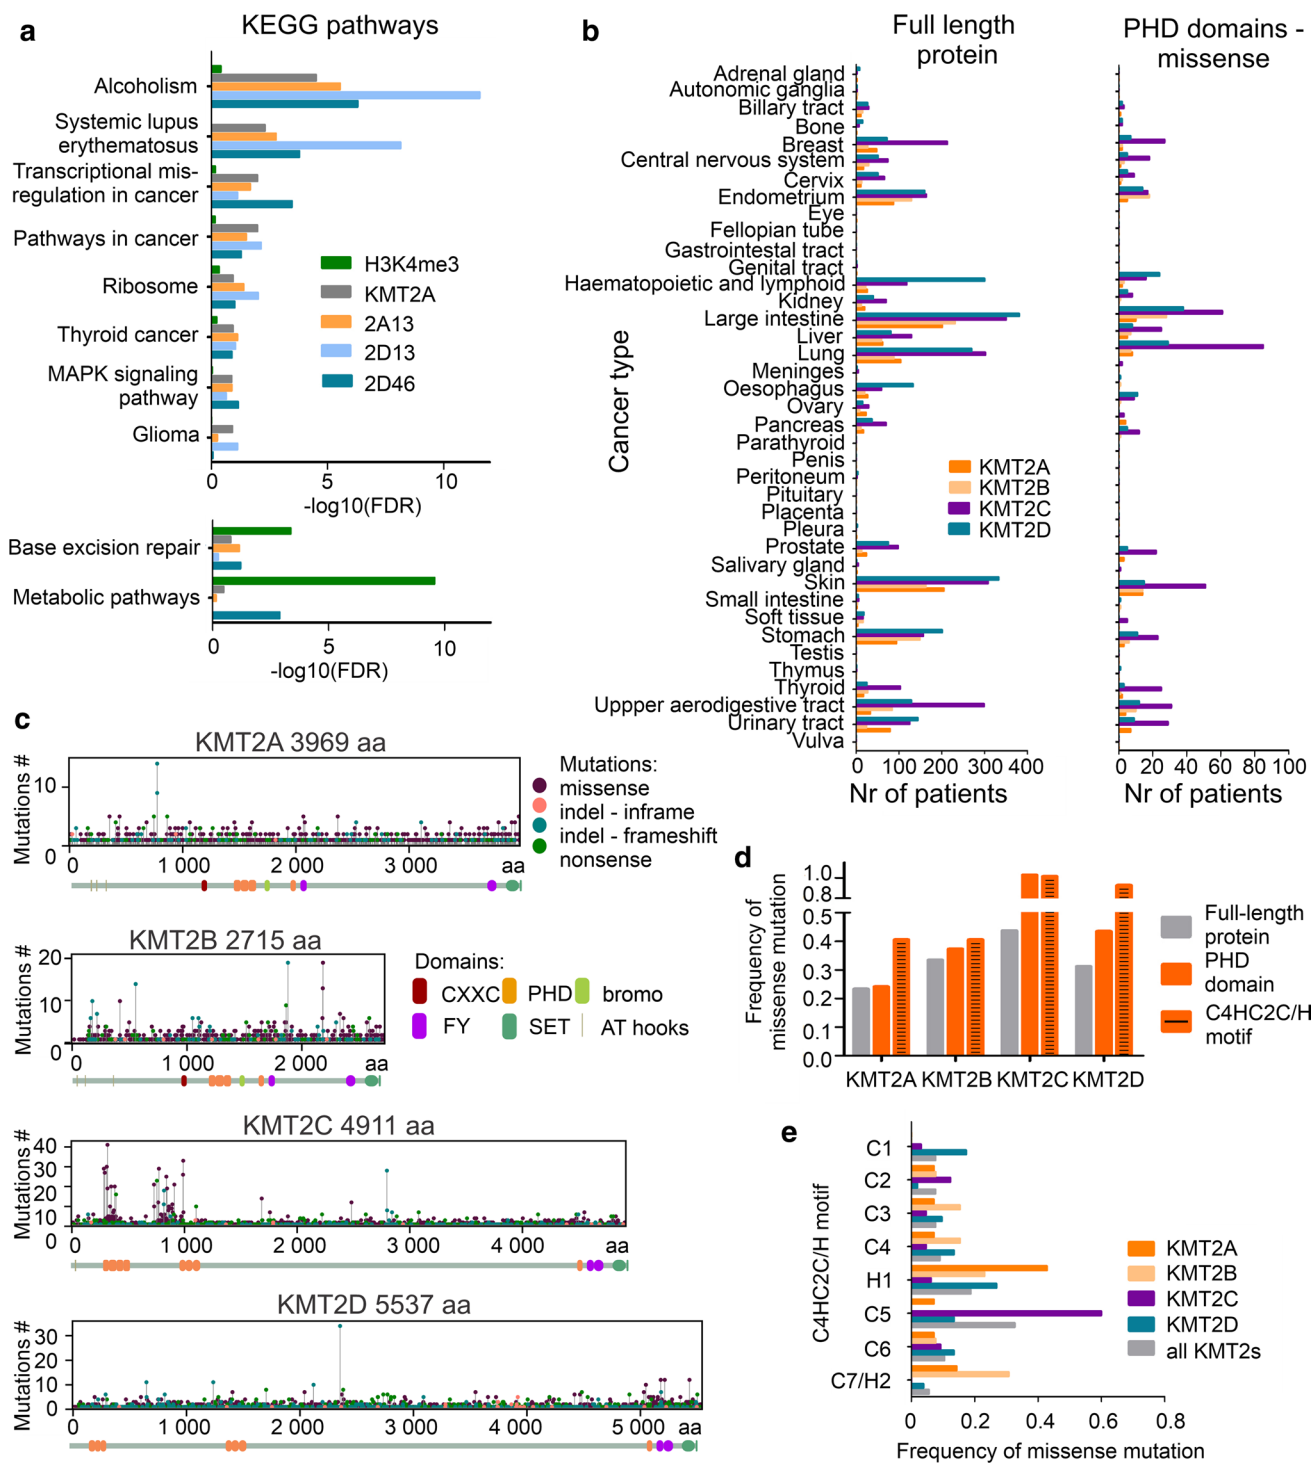 a
KEGG pathways
Alcoholism
Systemic lupus
erythematosus
Transcriptional mis-
regulation in cancer
Pathways in cancer
Ribosome
Thyroid cancer
MAPK signaling
pathway
Glioma
0 5 10
-log10(FDR)
H3K4me3
KMT2A
2A13
2D13
2D46
Base excision repair
Metabolic pathways
0 5 10
-log10(FDR)
b
Full length
protein
PHD domains -
missense
Cancer type
Adrenal gland
Autonomic ganglia
Billary tract
Bone
Breast
Central nervous system
Cervix
Endometrium
Eye
Fellopian tube
Gastrointestal tract
Genital tract
Haematopoietic and lymphoid
Kidney
Large intestine
Liver
Lung
Meninges
Oesophagus
Ovary
Pancreas
Parathyroid
Penis
Peritoneum
Pituitary
Placenta
Pleura
Prostate
Salivary gland
Skin
Small intestine
Soft tissue
Stomach
Testis
Thymus
Thyroid
Uppper aerodigestive tract
Urinary tract
Vulva
KMT2A
KMT2B
KMT2C
KMT2D
0 100 200 300 400
Nr of patients
0 20 40 60 80 100
Nr of patients
c
KMT2A 3969 aa
Mutations #
10
0
0 1 000 2 000 3 000 aa
Mutations:
missense
indel - inframe
indel - frameshift
nonsense
KMT2B 2715 aa
Mutations #
20
10
0
0 1 000 2 000 aa
Domains:
CXXC PHD bromo
FY SET AT hooks
KMT2C 4911 aa
Mutations #
40
30
20
10
0
0 1 000 2 000 3 000 4 000 aa
KMT2D 5537 aa
Mutations #
30
20
10
0
0 1 000 2 000 3 000 4 000 5 000 aa
d
Frequency of
missense mutation
1.0
0.8
0.5
0.4
0.3
0.2
0.1
0.0
KMT2A KMT2B KMT2C KMT2D
Full-length
protein
PHD
domain
C4HC2C/H
motif
e
C4HC2C/H motif
C1
C2
C3
C4
H1
C5
C6
C7/H2
KMT2A
KMT2B
KMT2C
KMT2D
all KMT2s
0 0.2 0.4 0.6 0.8
Frequency of missense mutation